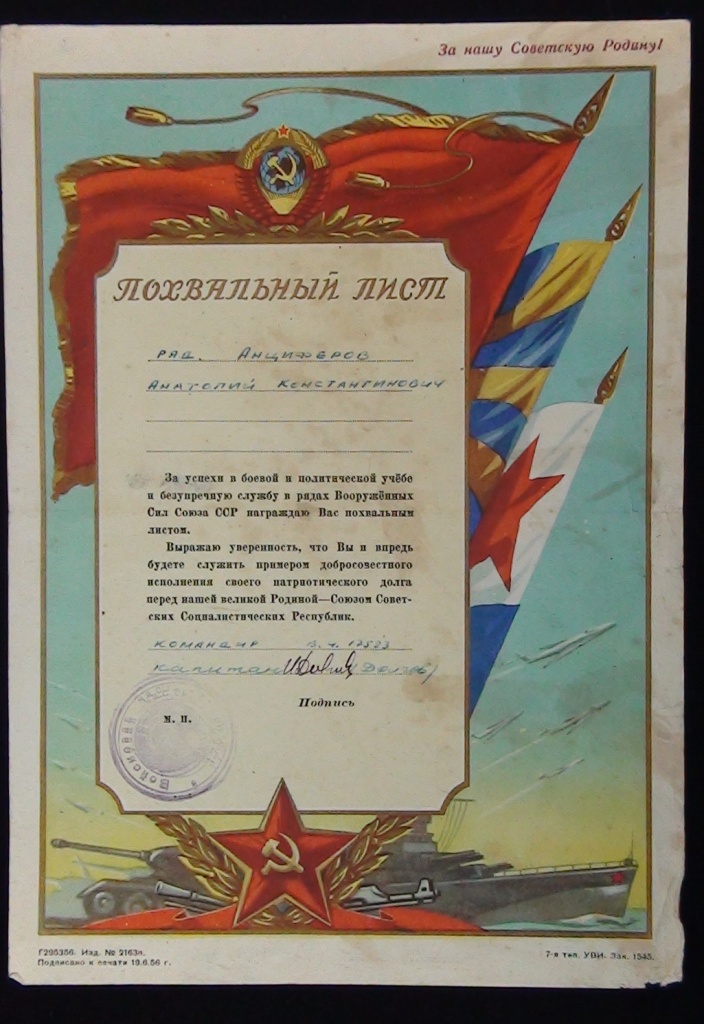 За нашу Советскую Родину!
ПОХВАЛЬНЫЙ ЛИСТ
РЯД. АНЦИФЕРОВ
АНАТОЛИЙ КОНСТАНТИНОВИЧ
За успехи в боевой и политической учёбе
и безупречную службу в рядах Вооружённых
Сил Союза ССР награждаю Вас похвальным
листом.
Выражаю уверенность, что Вы и впредь
будете служить примером добросовестного
исполнения своего патриотического долга
перед нашей великой Родиной—Союзом Совет-
ских Социалистических Республик.
КОМАНДИР В.Ч.
КАПИТАН
Подпись
М. П.
Войсковая часть
Г295356. Изд. № 2163л.
Подписано к печати 19.6.56 г.
7-я тип. УВИ. Зак. 1545.